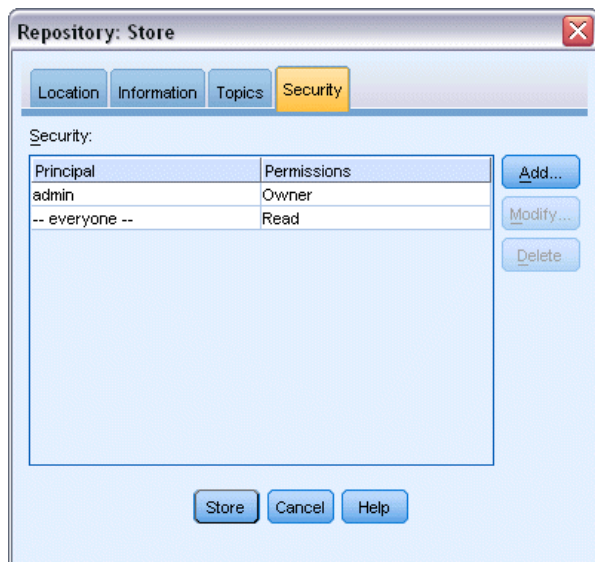 Repository: Store
Location Information Topics Security
Security:
Principal Permissions
admin Owner
-- everyone -- Read
Add...
Modify...
Delete
Store Cancel Help